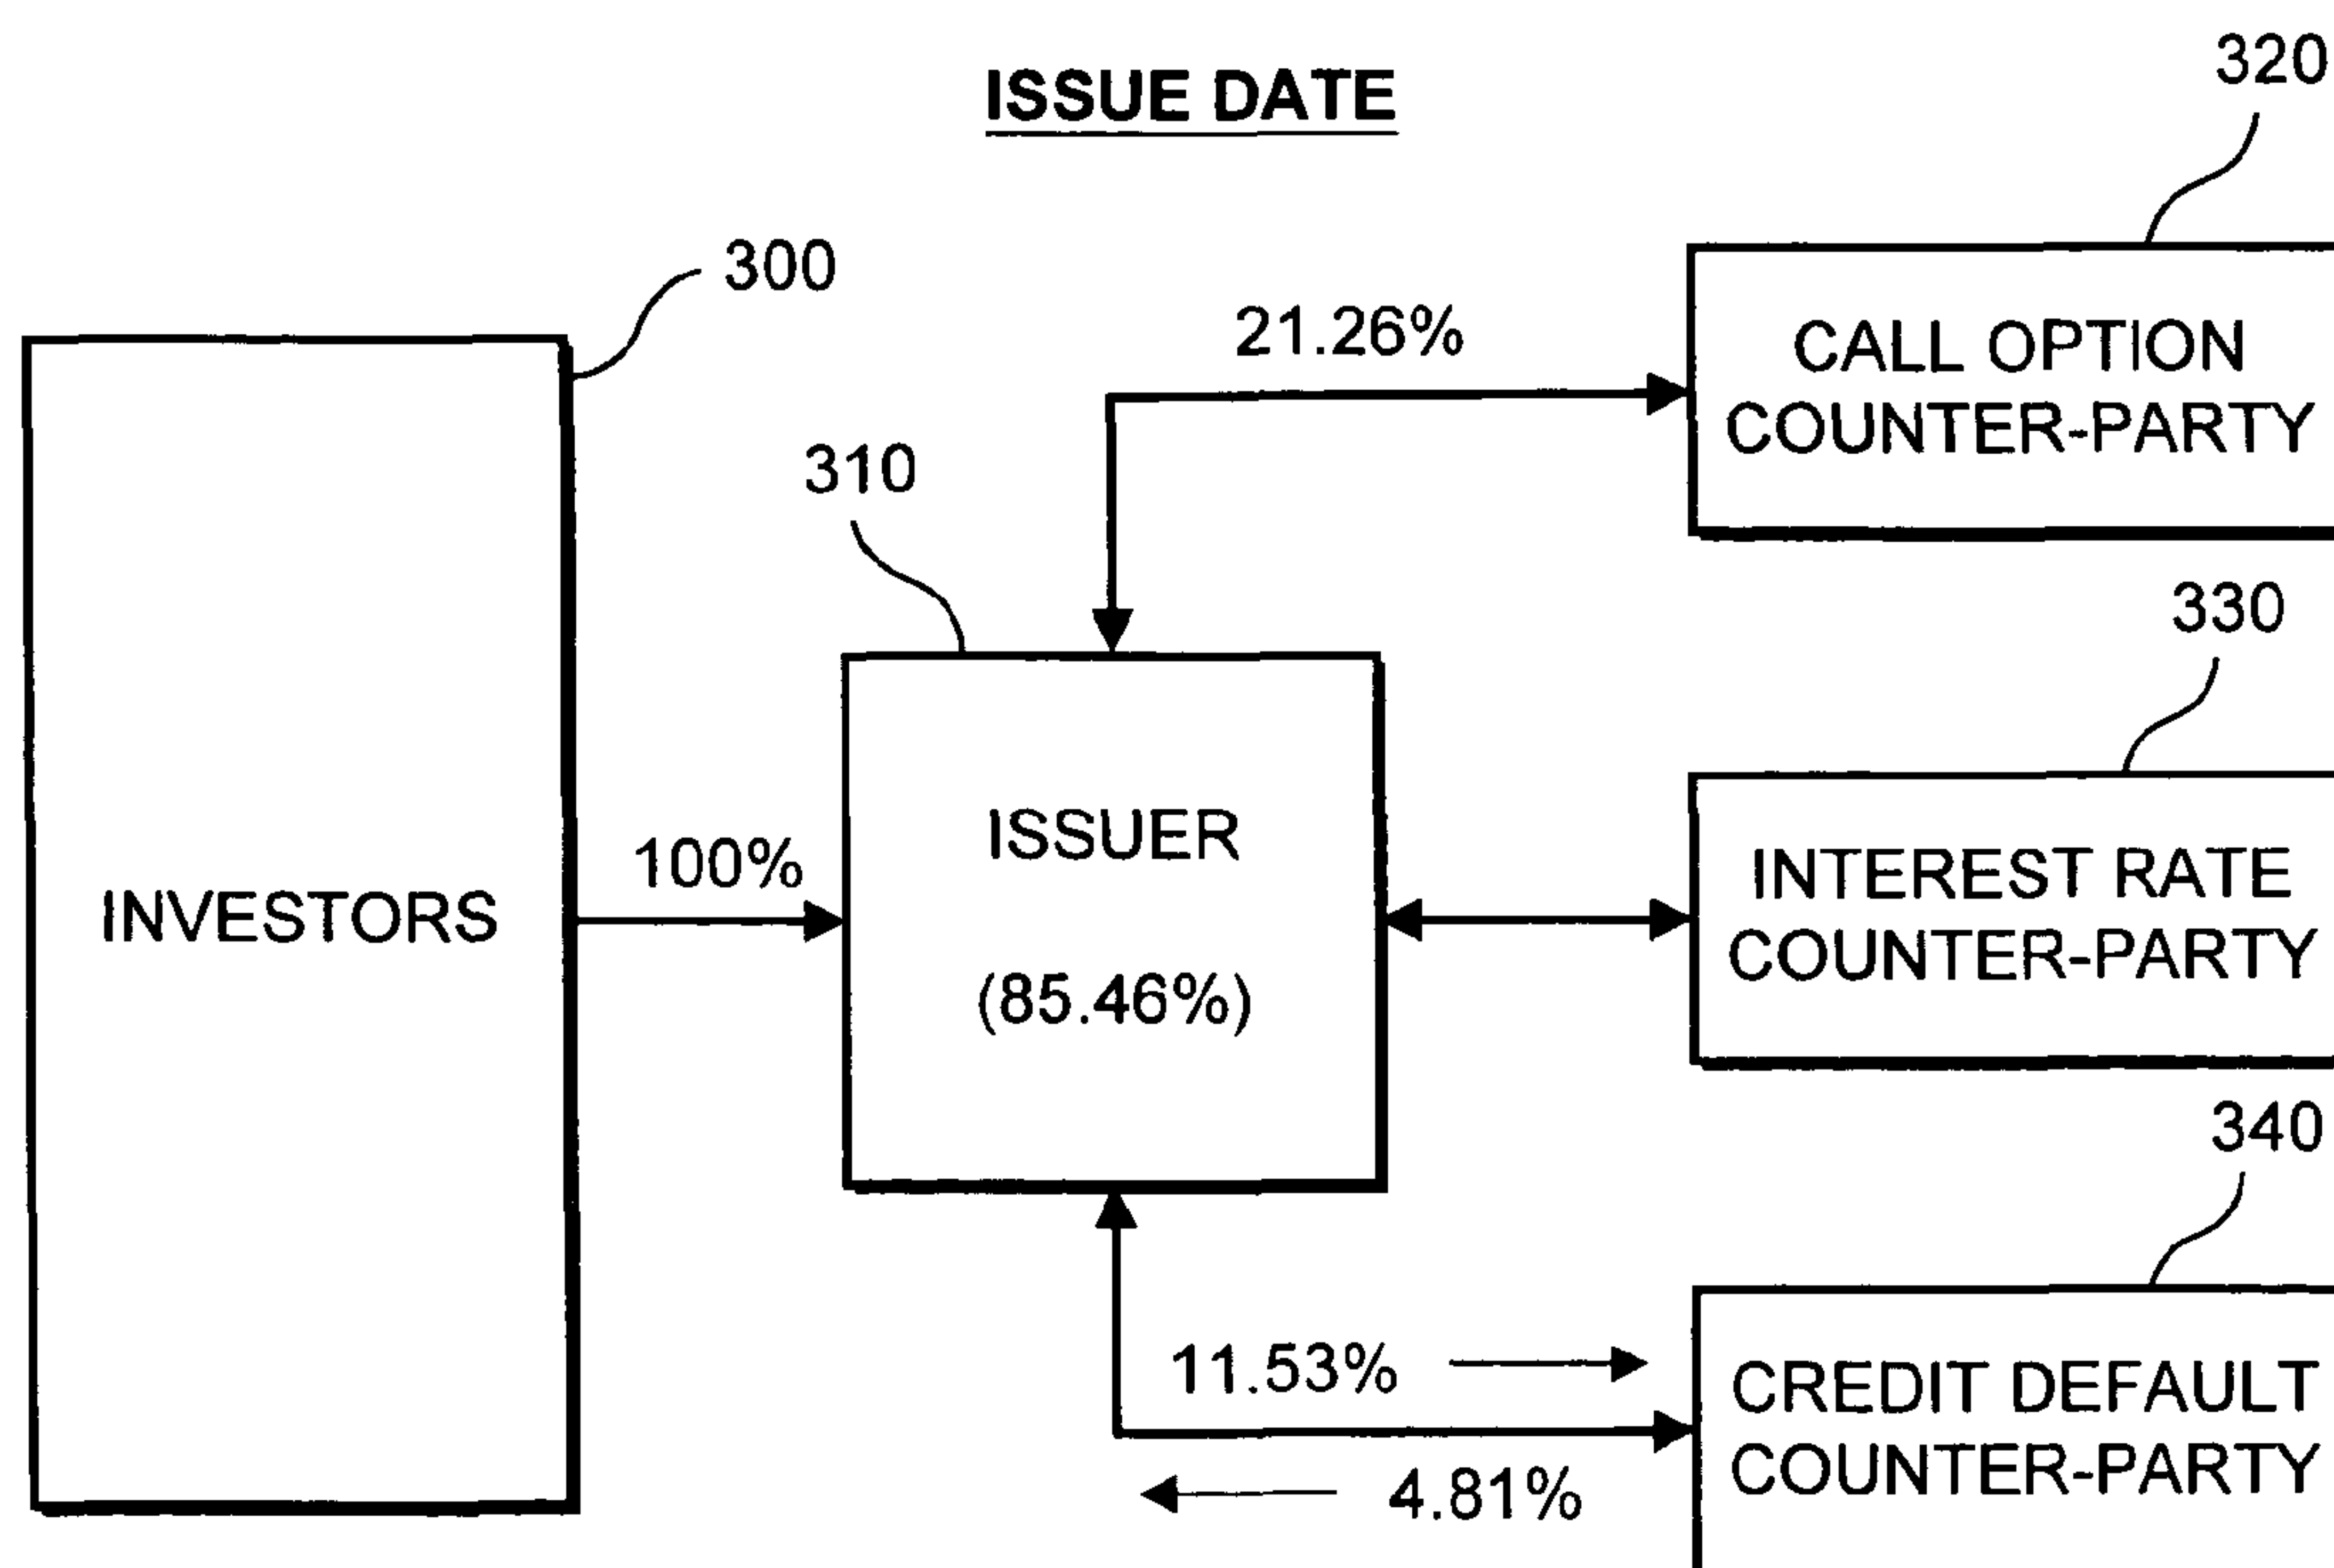 ISSUE DATE
320
300
21.26%
CALL OPTION
COUNTER-PARTY
310
330
ISSUER
100%
INTEREST RATE
INVESTORS
COUNTER-PARTY
(85.46%)
340
11.53%
CREDIT DEFAULT
COUNTER-PARTY
4.81%